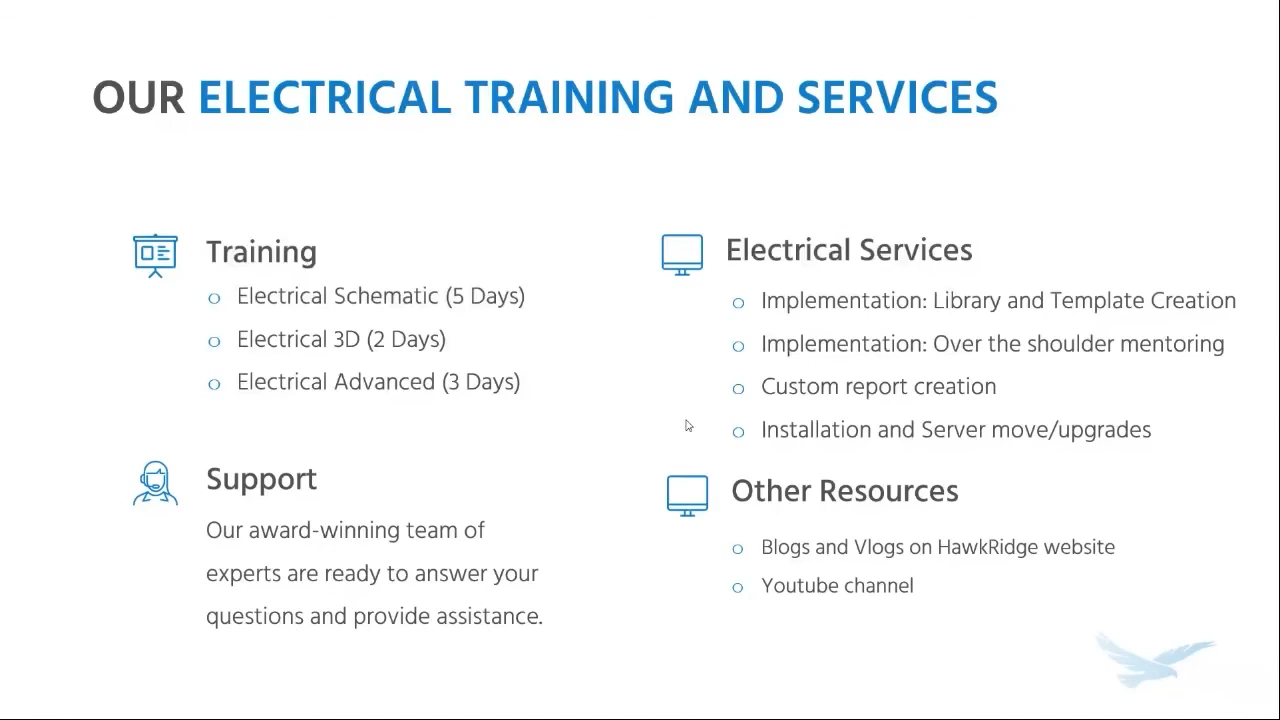 OUR ELECTRICAL TRAINING AND SERVICES
Training
Electrical Schematic (5 Days)
Electrical 3D (2 Days)
Electrical Advanced (3 Days)
Support
Our award-winning team of
experts are ready to answer your
questions and provide assistance.
Electrical Services
Implementation: Library and Template Creation
Implementation: Over the shoulder mentoring
Custom report creation
Installation and Server move/upgrades
Other Resources
Blogs and Vlogs on HawkRidge website
Youtube channel